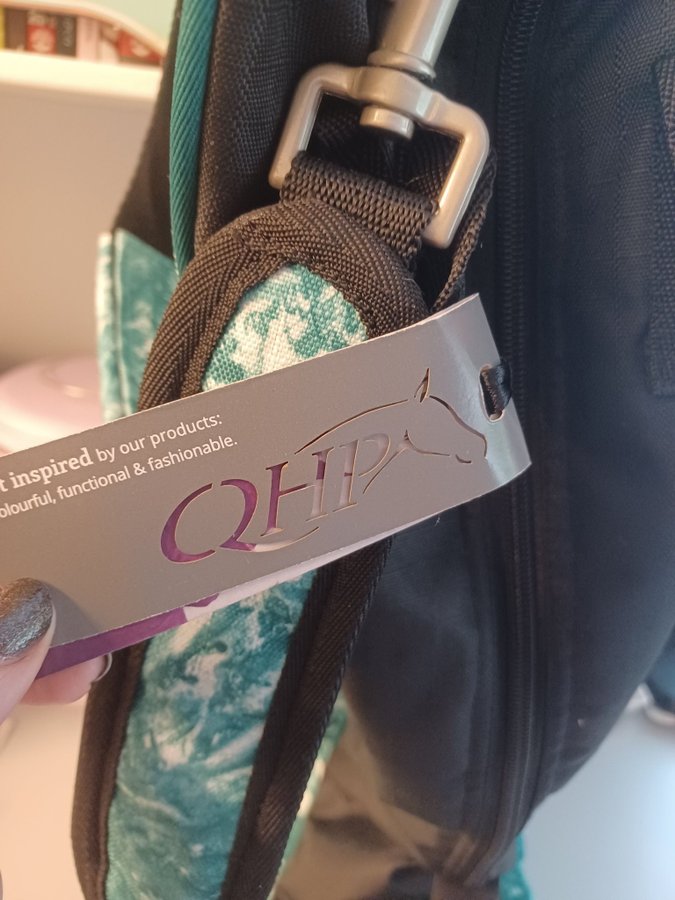 t inspired by our products:
olourful, functional & fashionable.
QHP